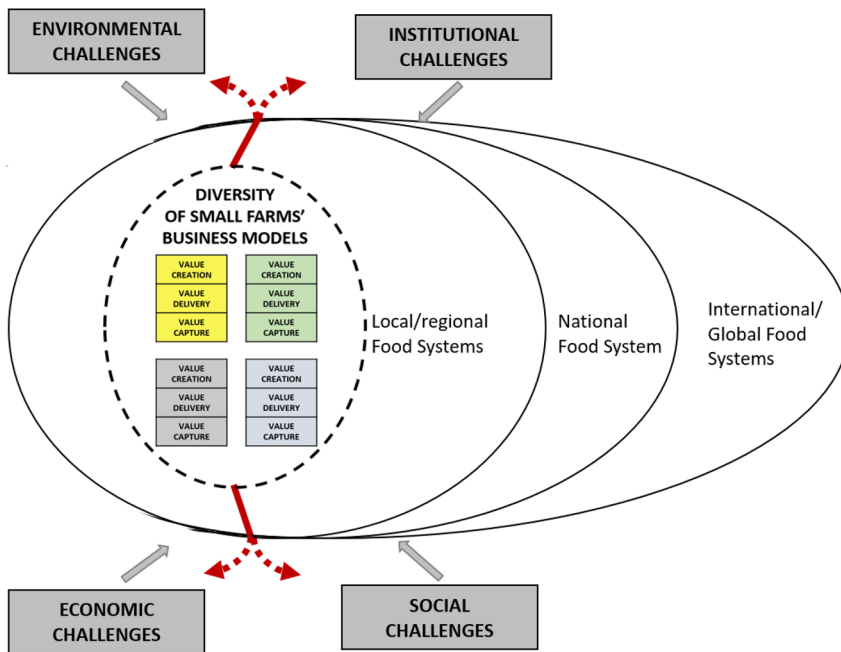 ENVIRONMENTAL
CHALLENGES
INSTITUTIONAL
CHALLENGES
DIVERSITY
OF SMALL FARMS’
BUSINESS MODELS
VALUE
CREATION
VALUE
DELIVERY
VALUE
CAPTURE
VALUE
CREATION
VALUE
DELIVERY
VALUE
CAPTURE
VALUE
CREATION
VALUE
DELIVERY
VALUE
CAPTURE
VALUE
CREATION
VALUE
DELIVERY
VALUE
CAPTURE
Local/regional
Food Systems
National
Food System
International/
Global Food
Systems
ECONOMIC
CHALLENGES
SOCIAL
CHALLENGES